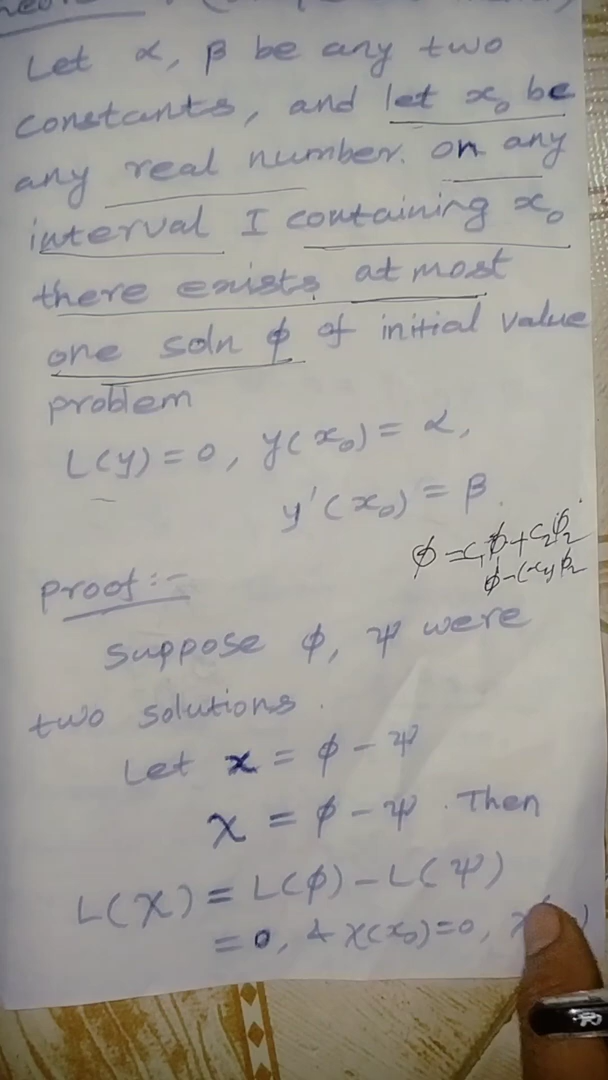 Let α, β be any two
constants, and let x₀ be
any real number. on any
interval I containing x₀
there exists at most
one soln ϕ of initial value
problem
L(y) = 0, y(x₀) = α,
y'(x₀) = β.
ϕ = c₁ϕ₁ + c₂ϕ₂
Proof:-
Suppose ϕ, ψ were
two solutions.
Let x = ϕ - ψ
χ = ϕ - ψ. Then
L(χ) = L(ϕ) - L(ψ)
= 0, & χ(x₀) = 0,